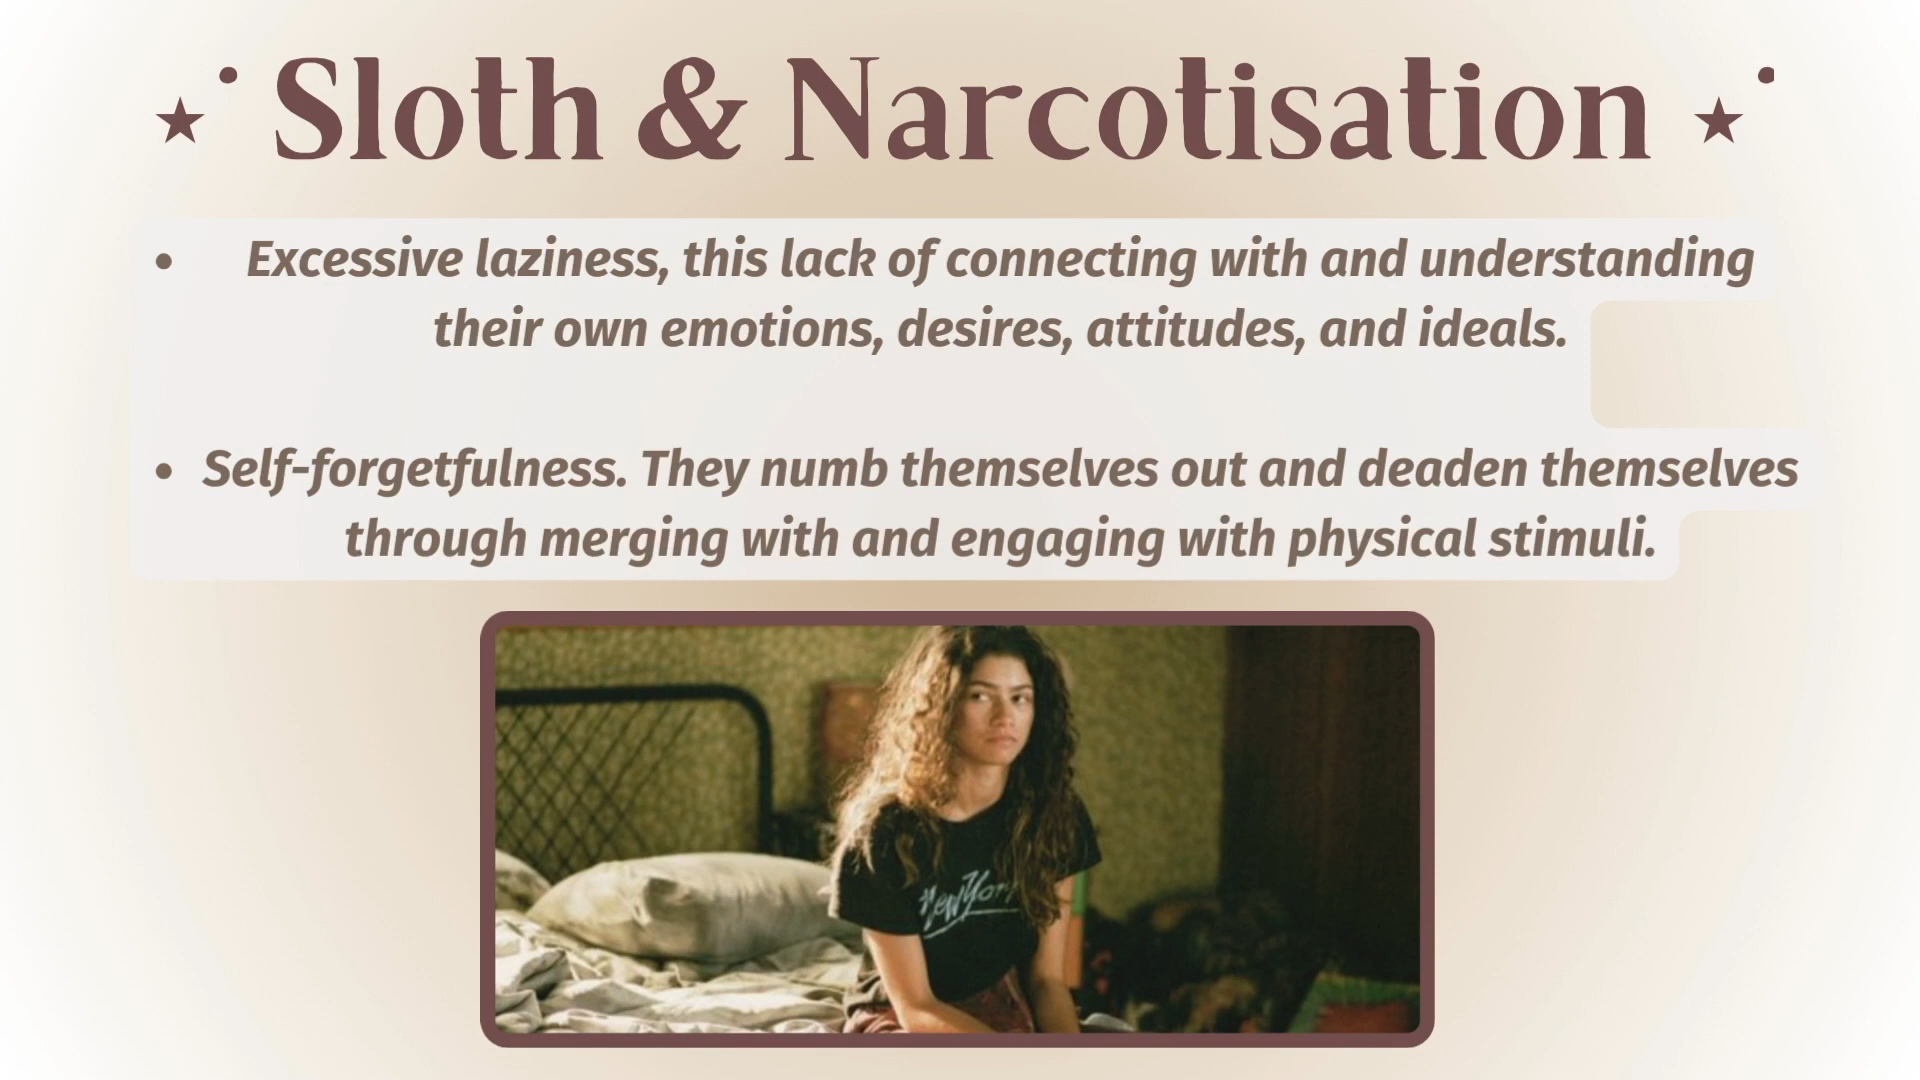 Sloth & Narcotisation
• Excessive laziness, this lack of connecting with and understanding
their own emotions, desires, attitudes, and ideals.
• Self-forgetfulness. They numb themselves out and deaden themselves
through merging with and engaging with physical stimuli.
New York